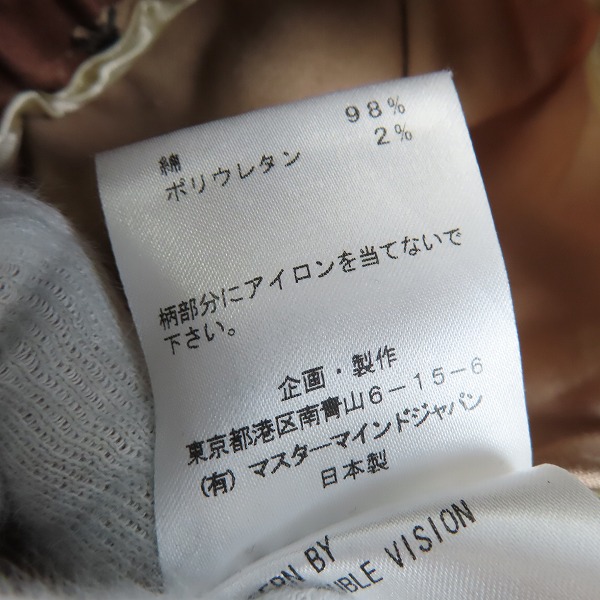 綿 98%
ポリウレタン 2%
柄部分にアイロンを当てないで
下さい。
企画・製作
東京都港区南青山6-15-6
(有) マスターマインドジャパン
日本製
BY
VISION